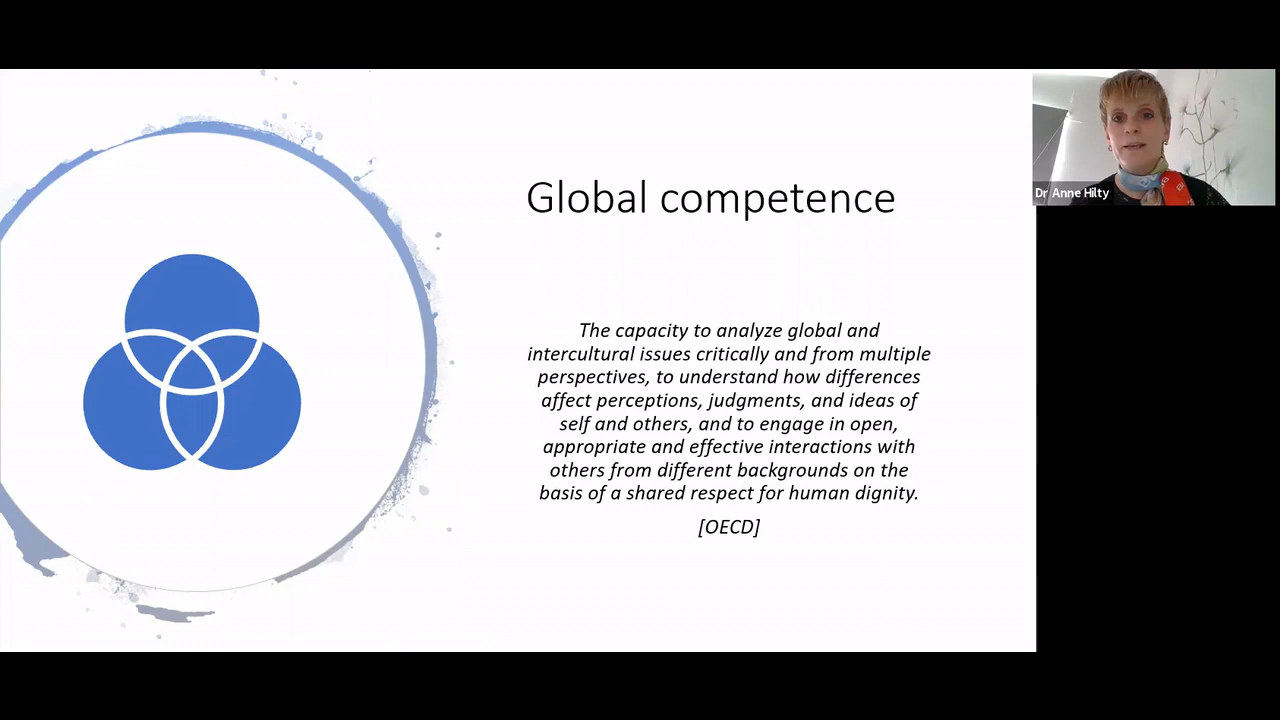 Global competence
The capacity to analyze global and
intercultural issues critically and from multiple
perspectives, to understand how differences
affect perceptions, judgments, and ideas of
self and others, and to engage in open,
appropriate and effective interactions with
others from different backgrounds on the
basis of a shared respect for human dignity.
[OECD]
Dr Anne Hilty